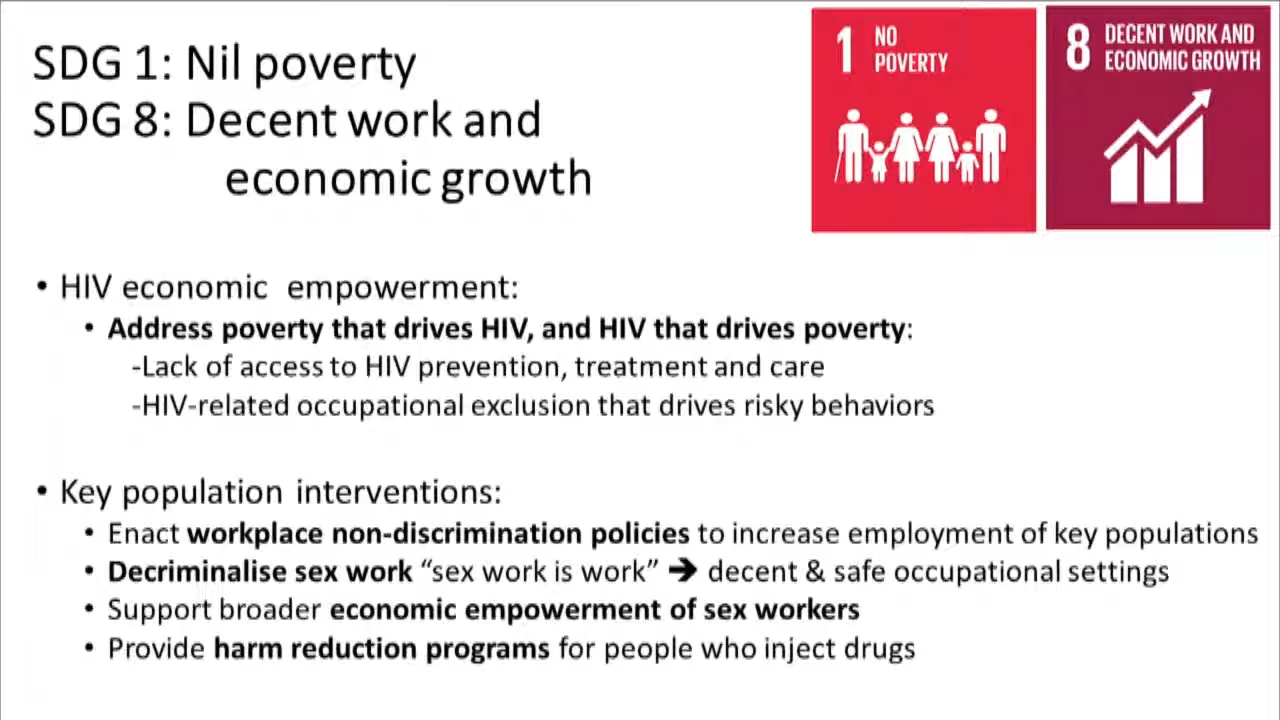 SDG 1: Nil poverty
SDG 8: Decent work and
economic growth
1 NO
POVERTY
8 DECENT WORK AND
ECONOMIC GROWTH
• HIV economic empowerment:
• Address poverty that drives HIV, and HIV that drives poverty:
-Lack of access to HIV prevention, treatment and care
-HIV-related occupational exclusion that drives risky behaviors
• Key population interventions:
• Enact workplace non-discrimination policies to increase employment of key populations
• Decriminalise sex work “sex work is work” ➔ decent & safe occupational settings
• Support broader economic empowerment of sex workers
• Provide harm reduction programs for people who inject drugs